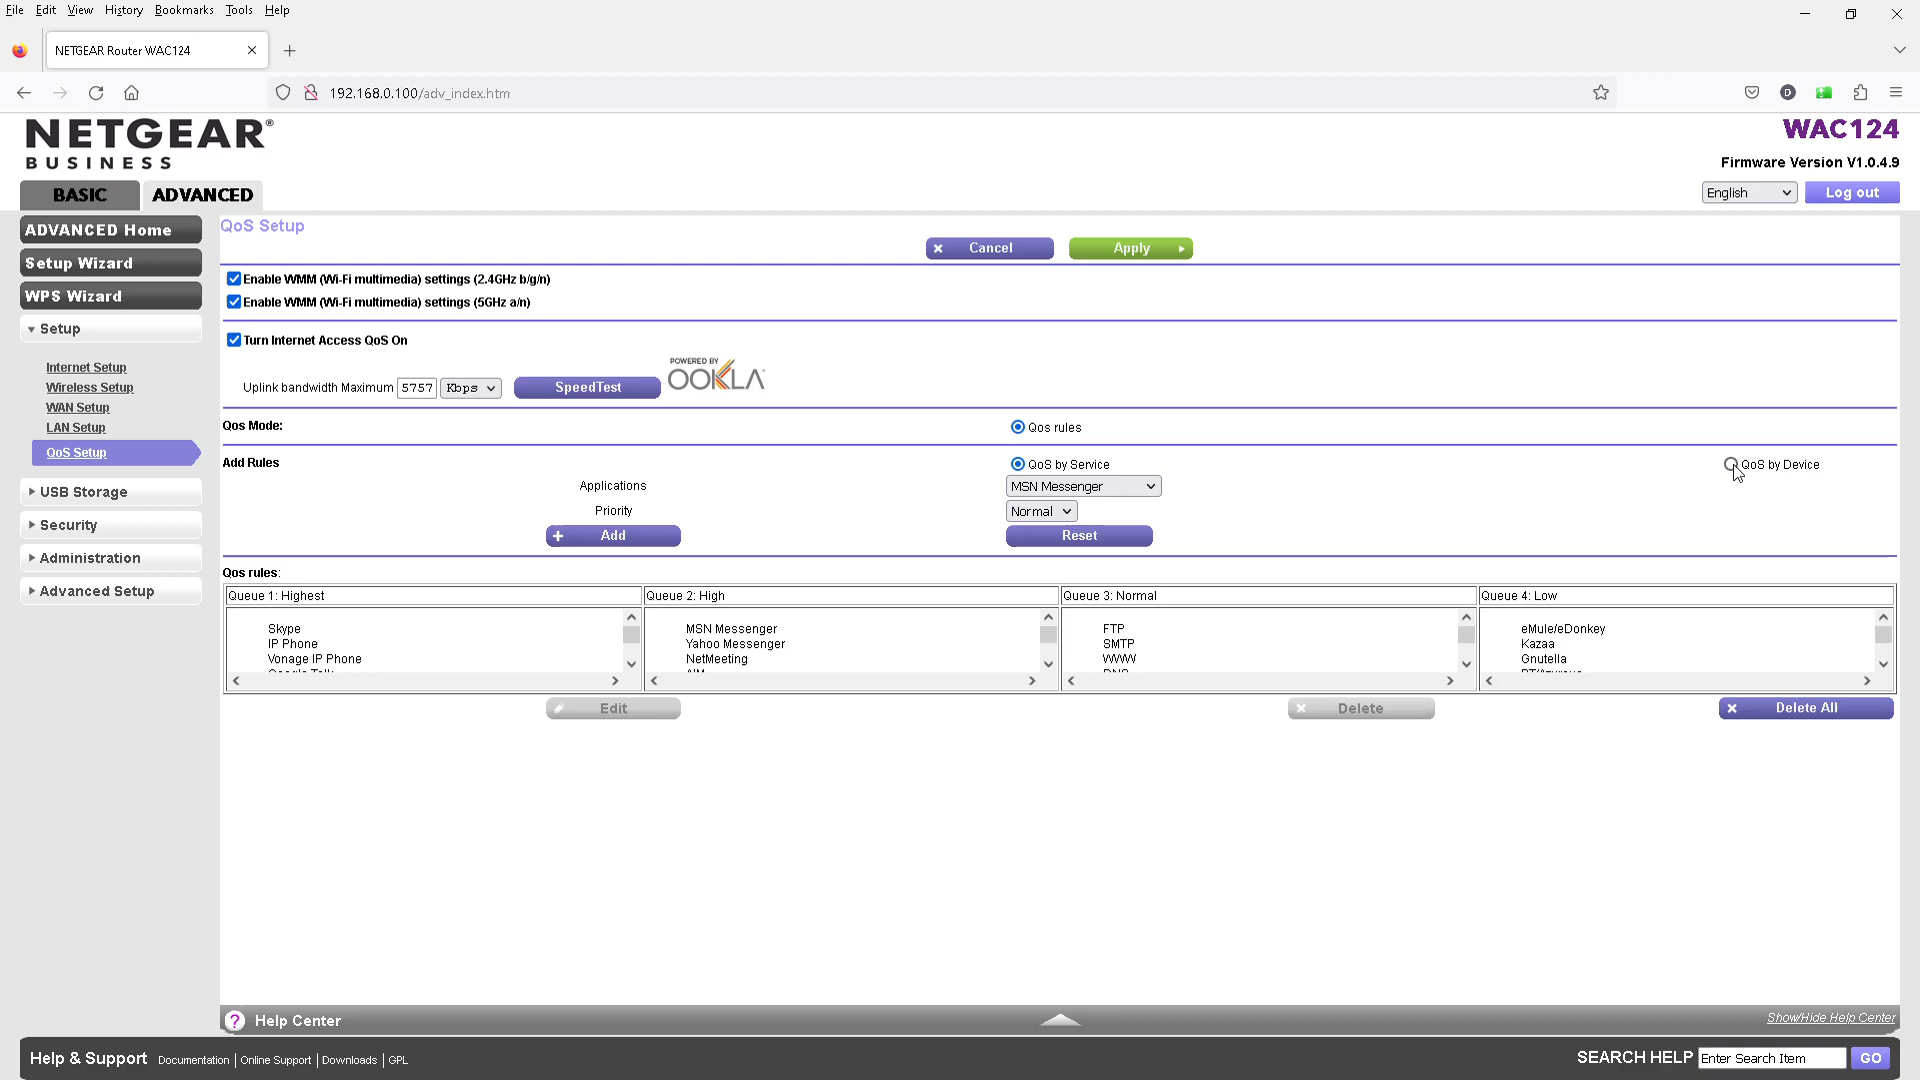 File Edit View History Bookmarks Tools Help
NETGEAR Router WAC124
192.168.0.100/adv_index.htm
NETGEAR®
BUSINESS
WAC124
Firmware Version V1.0.4.9
BASIC ADVANCED
English Log out
ADVANCED Home
Setup Wizard
WPS Wizard
Setup
Internet Setup
Wireless Setup
WAN Setup
LAN Setup
QoS Setup
USB Storage
Security
Administration
Advanced Setup
QoS Setup
Cancel Apply
Enable WMM (Wi-Fi multimedia) settings (2.4GHz b/g/n)
Enable WMM (Wi-Fi multimedia) settings (5GHz a/n)
Turn Internet Access QoS On
Uplink bandwidth Maximum 5757 Kbps SpeedTest POWERED BY OOKLA
Qos Mode: Qos rules
Add Rules QoS by Service QoS by Device
Applications MSN Messenger
Priority Normal
Add Reset
Qos rules:
Queue 1: Highest Queue 2: High Queue 3: Normal Queue 4: Low
Skype MSN Messenger FTP eMule/eDonkey
IP Phone Yahoo Messenger SMTP Kazaa
Vonage IP Phone NetMeeting WWW Gnutella
Edit Delete Delete All
? Help Center Show/Hide Help Center
Help & Support Documentation | Online Support | Downloads | GPL SEARCH HELP Enter Search Item GO